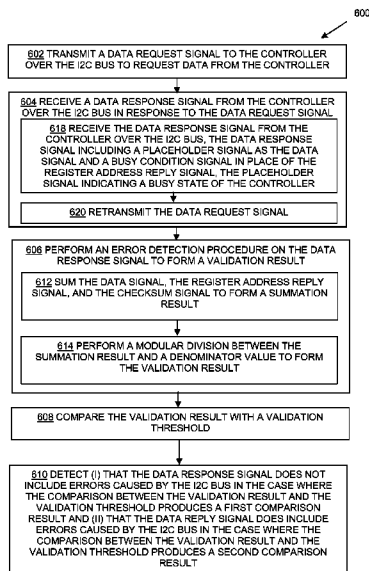 600
602 TRANSMIT A DATA REQUEST SIGNAL TO THE CONTROLLER
OVER THE I2C BUS TO REQUEST DATA FROM THE CONTROLLER
604 RECEIVE A DATA RESPONSE SIGNAL FROM THE CONTROLLER
OVER THE I2C BUS IN RESPONSE TO THE DATA REQUEST SIGNAL
618 RECEIVE THE DATA RESPONSE SIGNAL FROM THE
CONTROLLER OVER THE I2C BUS, THE DATA RESPONSE
SIGNAL INCLUDING A PLACEHOLDER SIGNAL AS THE DATA
SIGNAL AND A BUSY CONDITION SIGNAL IN PLACE OF THE
REGISTER ADDRESS REPLY SIGNAL, THE PLACEHOLDER
SIGNAL INDICATING A BUSY STATE OF THE CONTROLLER
620 RETRANSMIT THE DATA REQUEST SIGNAL
606 PERFORM AN ERROR DETECTION PROCEDURE ON THE DATA
RESPONSE SIGNAL TO FORM A VALIDATION RESULT
612 SUM THE DATA SIGNAL, THE REGISTER ADDRESS REPLY
SIGNAL, AND THE CHECKSUM SIGNAL TO FORM A SUMMATION
RESULT
614 PERFORM A MODULAR DIVISION BETWEEN THE
SUMMATION RESULT AND A DENOMINATOR VALUE TO FORM
THE VALIDATION RESULT
608 COMPARE THE VALIDATION RESULT WITH A VALIDATION
THRESHOLD
610 DETECT (I) THAT THE DATA RESPONSE SIGNAL DOES NOT
INCLUDE ERRORS CAUSED BY THE I2C BUS IN THE CASE WHERE
THE COMPARISON BETWEEN THE VALIDATION RESULT AND THE
VALIDATION THRESHOLD PRODUCES A FIRST COMPARISON
RESULT AND (II) THAT THE DATA REPLY SIGNAL DOES INCLUDE
ERRORS CAUSED BY THE I2C BUS IN THE CASE WHERE THE
COMPARISON BETWEEN THE VALIDATION RESULT AND THE
VALIDATION THRESHOLD PRODUCES A SECOND COMPARISON
RESULT